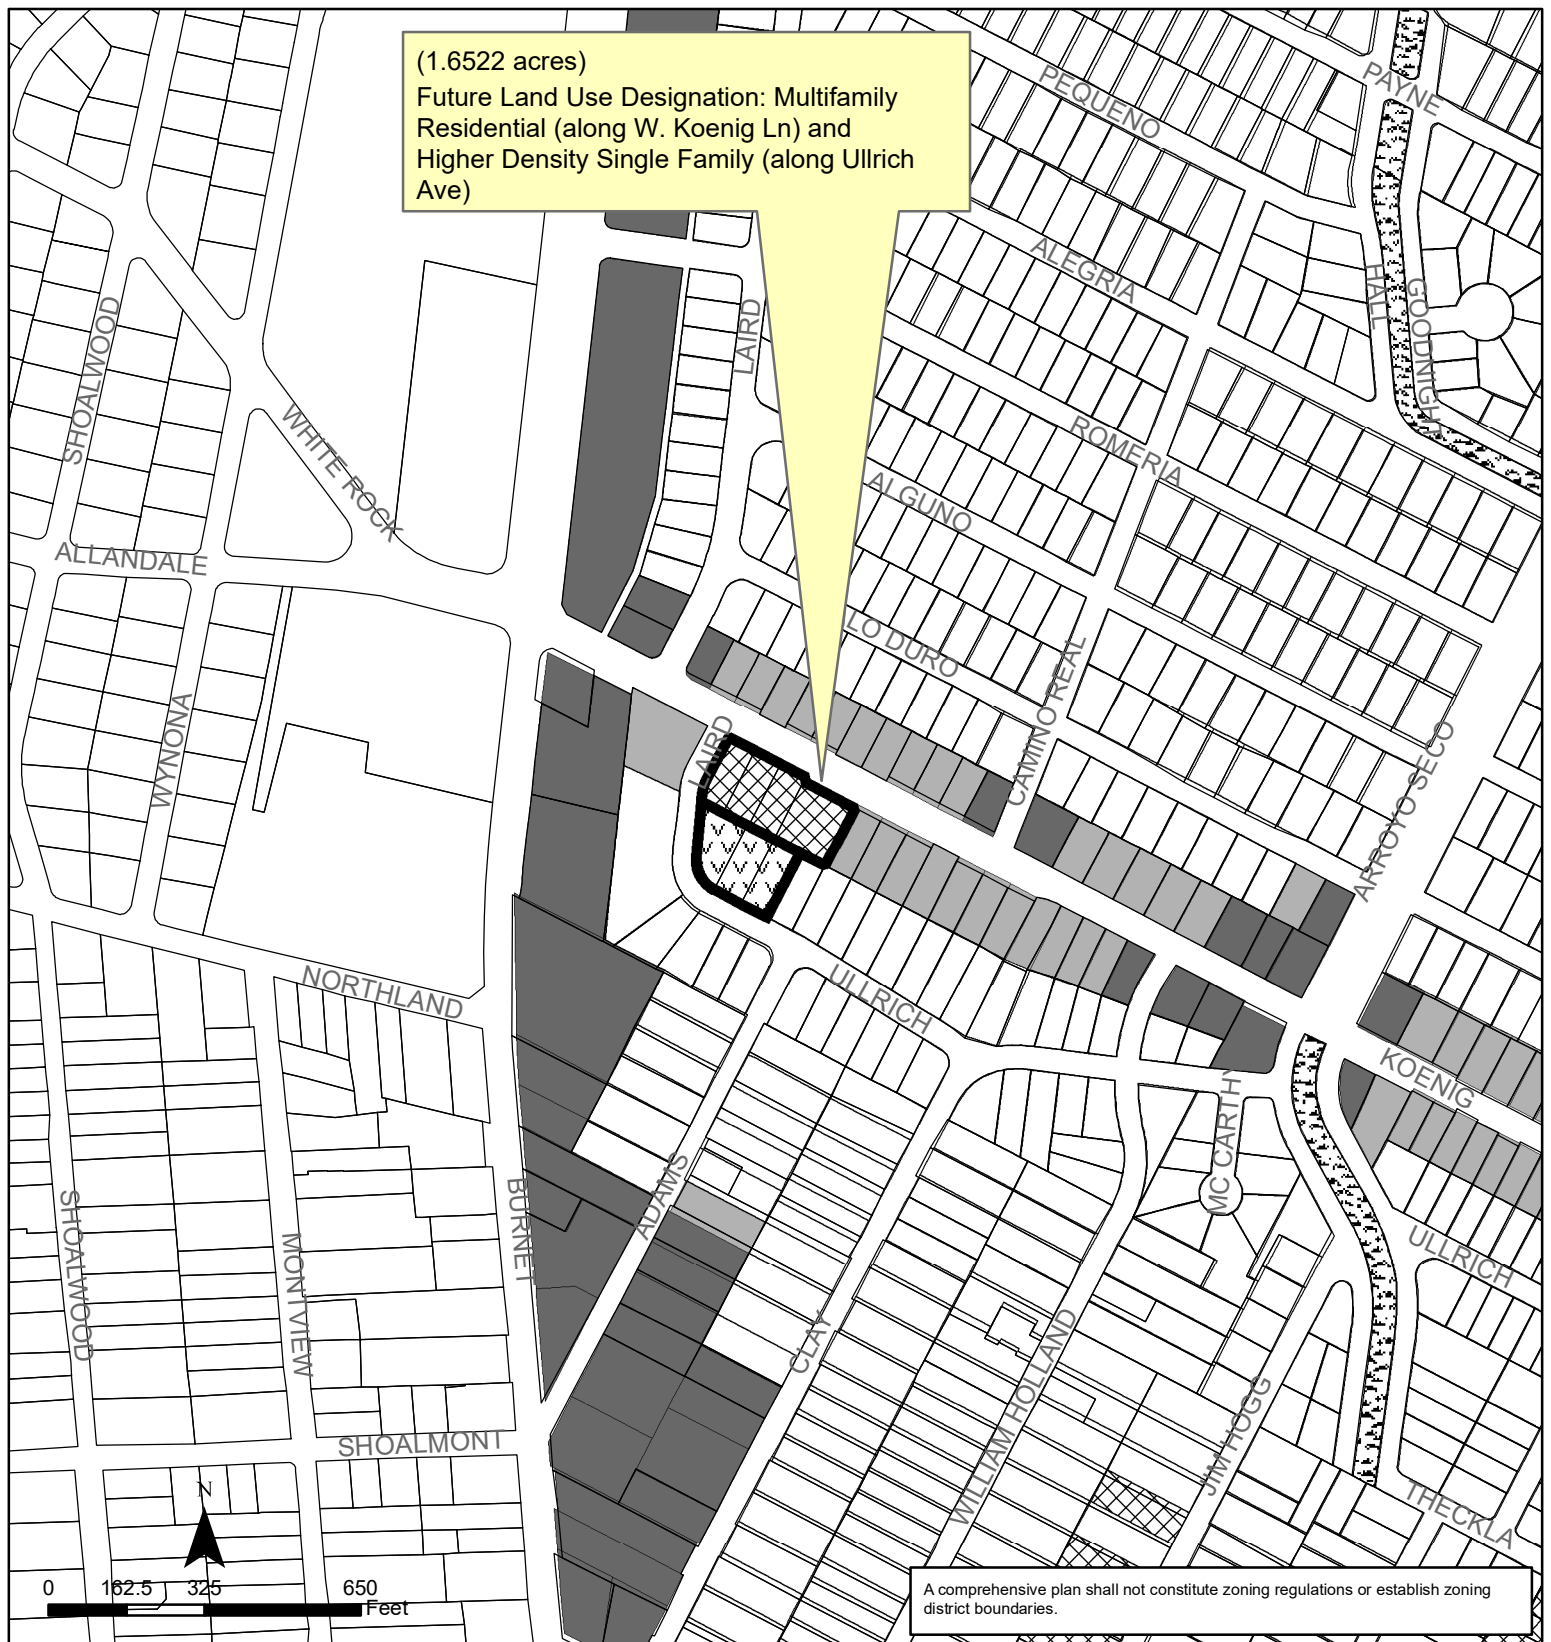 (1.6522 acres)
Future Land Use Designation: Multifamily
Residential (along W. Koenig Ln) and
Higher Density Single Family (along Ullrich
Ave)
PAYNE
PEQUENO
ALEGRIA
HALL
GOODNIGHT
SHOALWOOD
LAIRD
WHITE ROCK
ROMERIA
ALGUNO
ALLANDALE
LO DURO
CAMINO REAL
WYNONA
LAIRD
ARROYO SECO
NORTHLAND
ULLRICH
KOENIG
MC CARTHY
ADAMS
BURNET
SHOALWOOD
MONTVIEW
ULLRICH
CLAY
WILLIAM HOLLAND
JIM HOGG
SHOALMONT
THECKLA
N
0 162.5 325 650
Feet
A comprehensive plan shall not constitute zoning regulations or establish zoning
district boundaries.